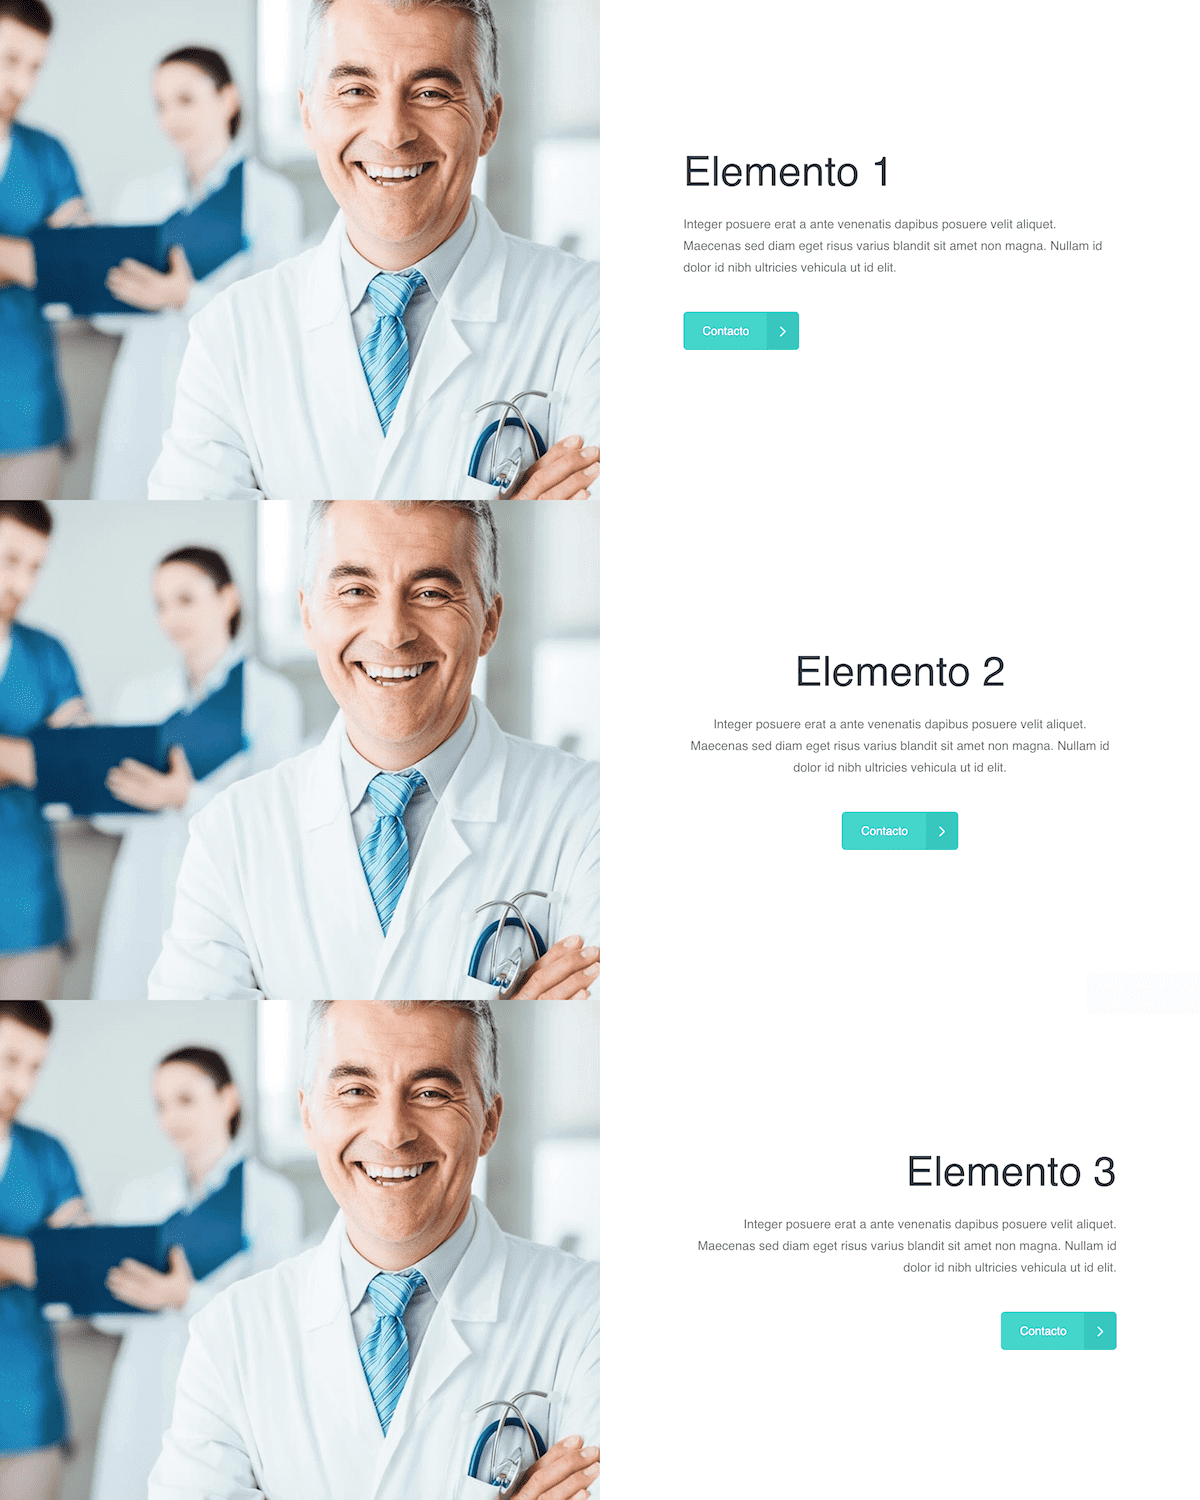 Elemento 1
Integer posuere erat a ante venenatis dapibus posuere velit aliquet.
Maecenas sed diam eget risus varius blandit sit amet non magna. Nullam id
dolor id nibh ultricies vehicula ut id elit.
Contacto
Elemento 2
Integer posuere erat a ante venenatis dapibus posuere velit aliquet.
Maecenas sed diam eget risus varius blandit sit amet non magna. Nullam id
dolor id nibh ultricies vehicula ut id elit.
Contacto
Elemento 3
Integer posuere erat a ante venenatis dapibus posuere velit aliquet.
Maecenas sed diam eget risus varius blandit sit amet non magna. Nullam id
dolor id nibh ultricies vehicula ut id elit.
Contacto